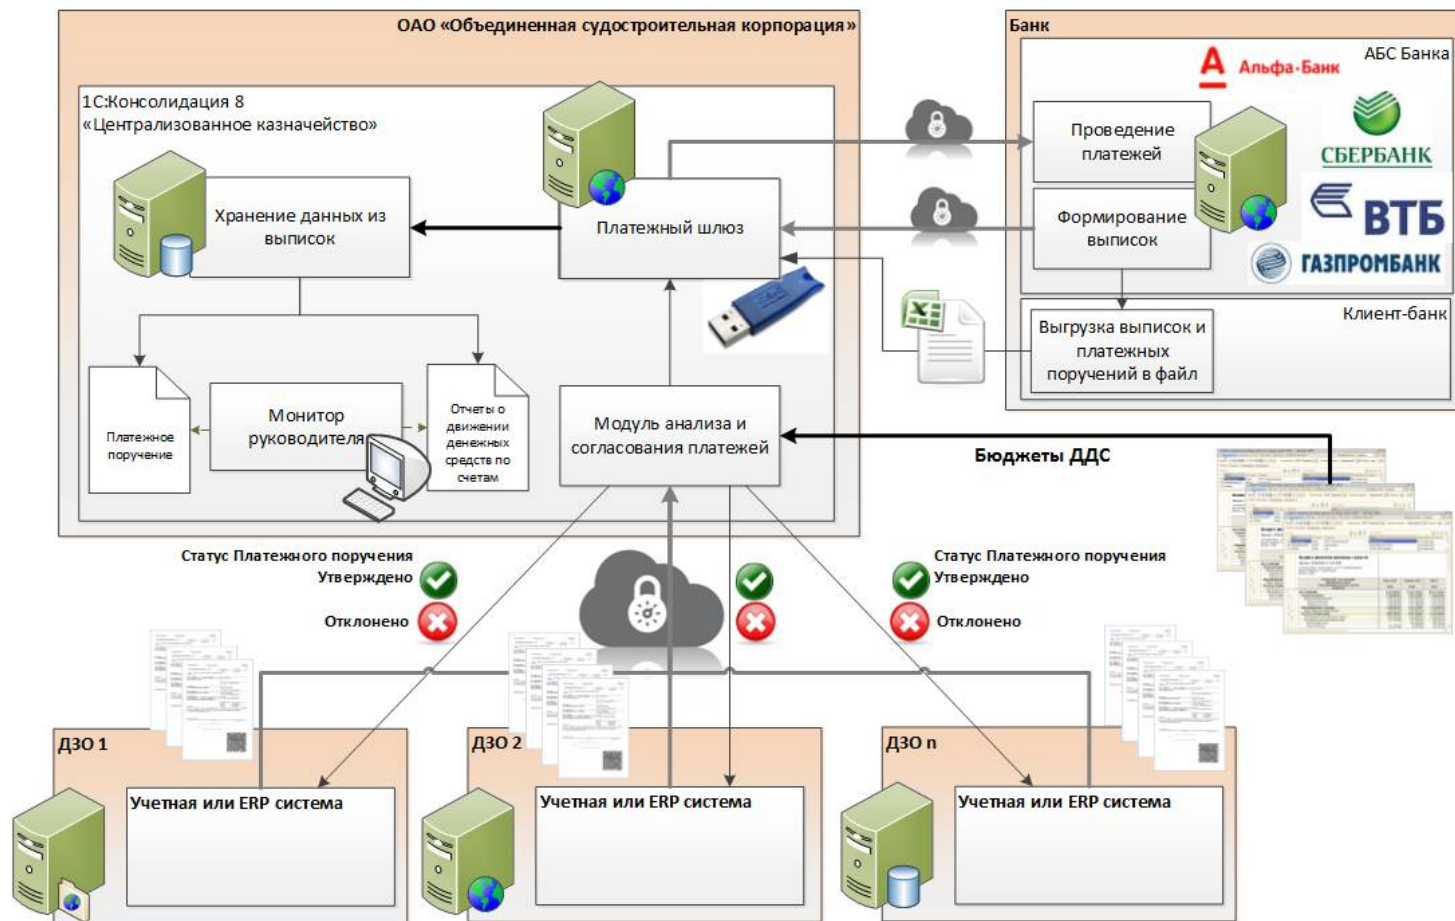 ОАО «Объединенная судостроительная корпорация»
1С:Консолидация 8
«Централизованное казначейство»
Хранение данных из
выписок
Платежный шлюз
Платежное
поручение
Монитор
руководителя
Отчеты о
движении
денежных
средств по
счетам
Модуль анализа и
согласования платежей
Банк
АБС Банка
Альфа·Банк
Проведение
платежей
СБЕРБАНК
Формирование
выписок
ВТБ
ГАЗПРОМБАНК
Клиент-банк
Выгрузка выписок и
платежных
поручений в файл
Бюджеты ДДС
Статус Платежного поручения
Утверждено
Отклонено
Статус Платежного поручения
Утверждено
Отклонено
ДЗО 1
Учетная или ERP система
ДЗО 2
Учетная или ERP система
ДЗО n
Учетная или ERP система